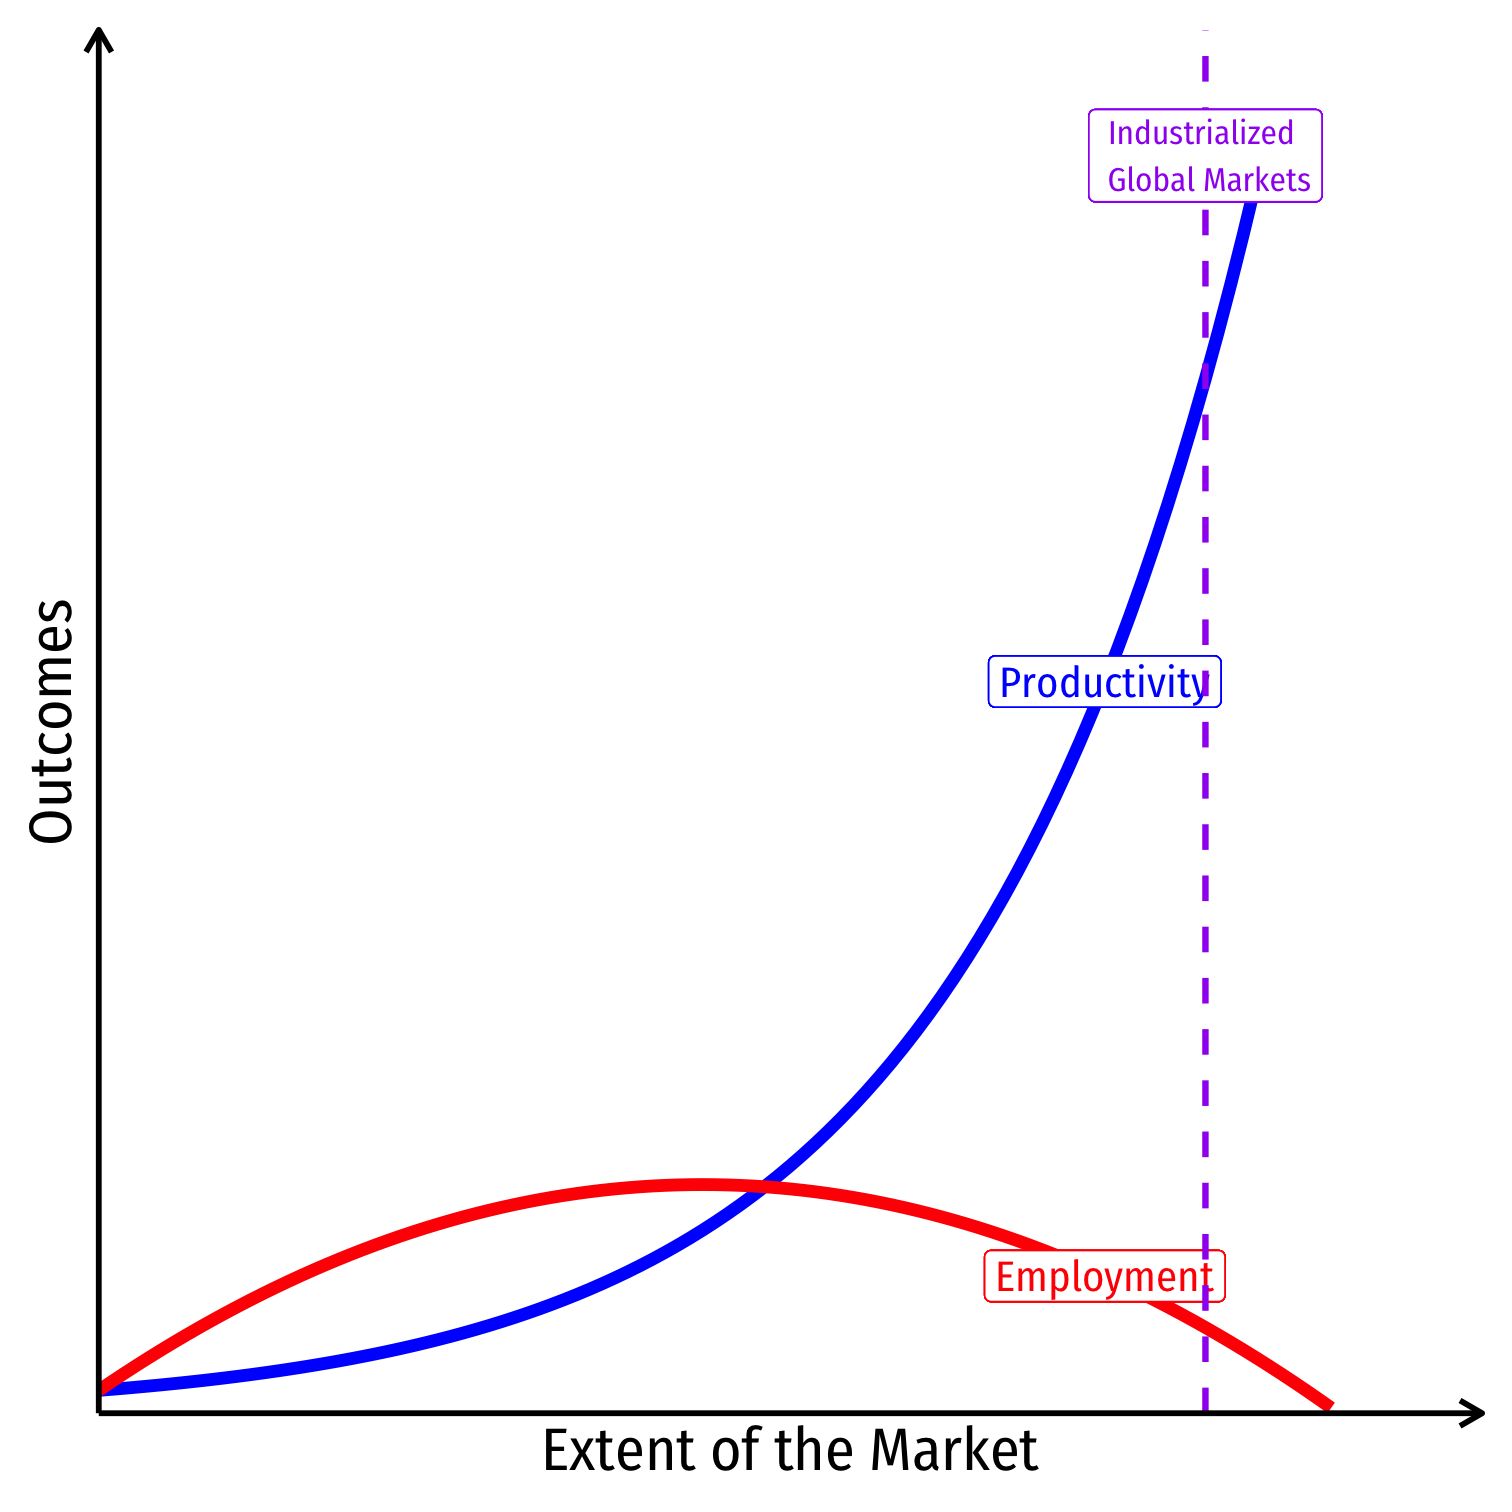 Industrialized
Global Markets
Productivity
Employment
Outcomes
Extent of the Market